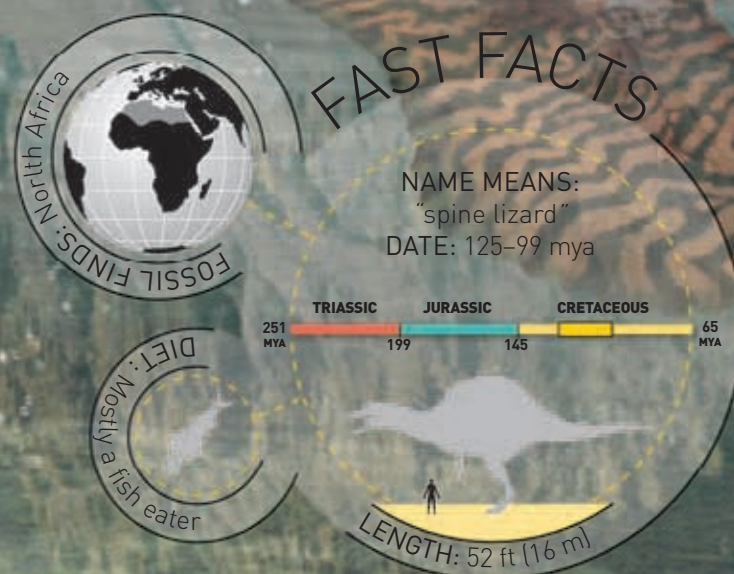 FAST FACTS
FOSSIL FINDS: Norlth Africa
NAME MEANS:
“spine lizard”
DATE: 125–99 mya
TRIASSIC JURASSIC CRETACEOUS
251 MYA
199
145
65 MYA
DIET: Mostly a fish eater
LENGTH: 52 ft (16 m)